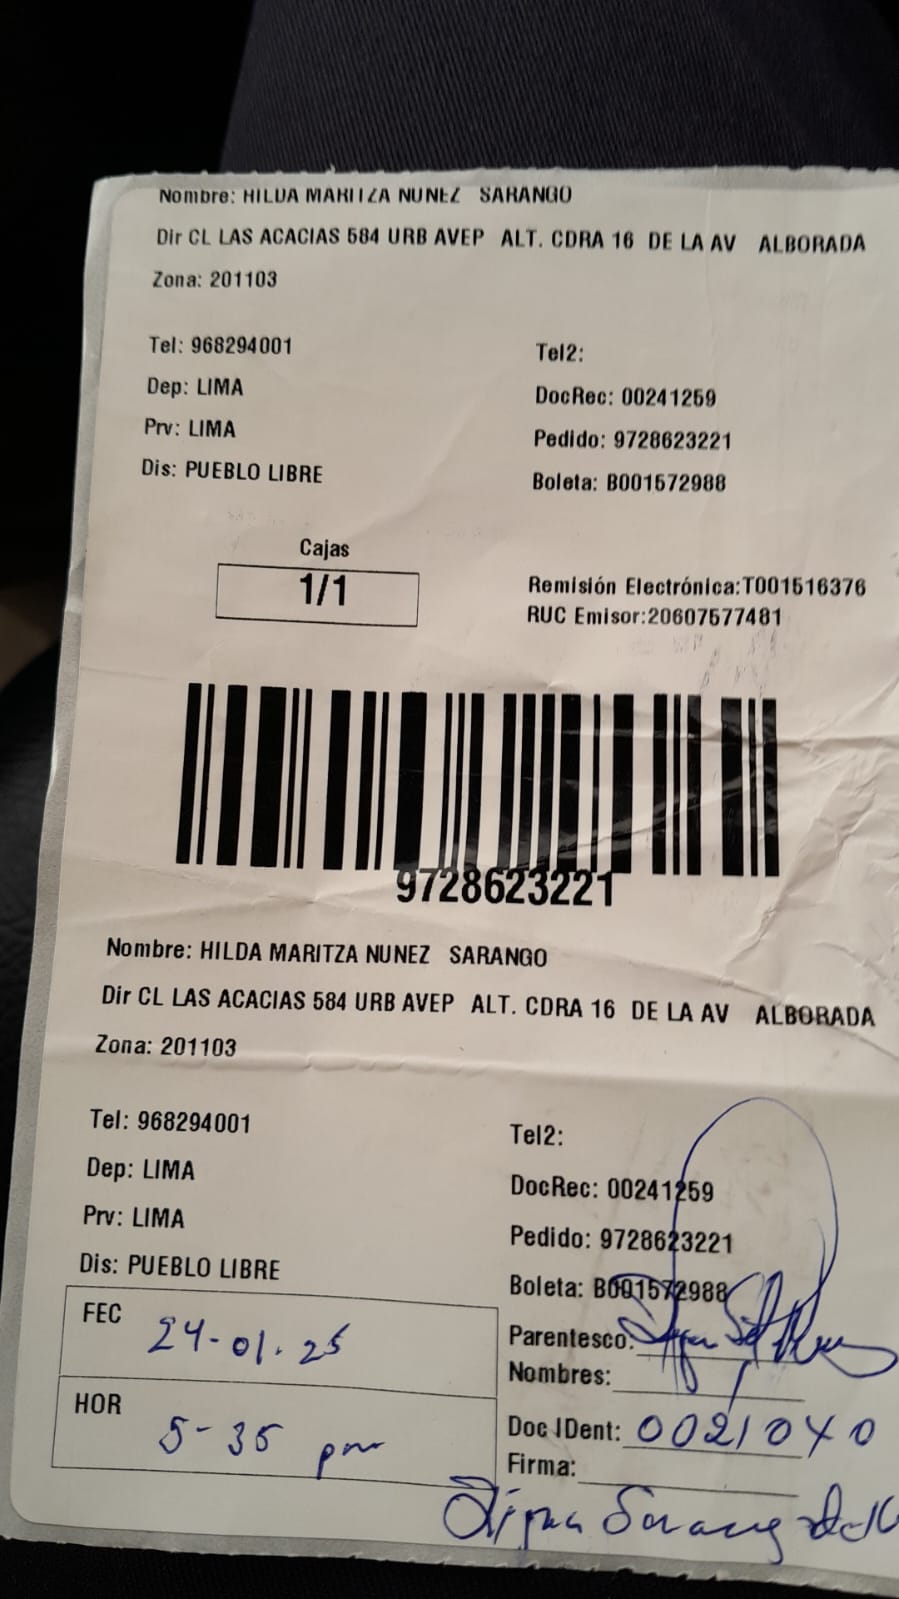 Nombre: HILDA MARITZA NUNEZ SARANGO
Dir CL LAS ACACIAS 584 URB AVEP ALT. CDRA 16 DE LA AV ALBORADA
Zona: 201103
Tel: 968294001
Tel2:
Dep: LIMA
DocRec: 00241259
Prv: LIMA
Pedido: 9728623221
Dis: PUEBLO LIBRE
Boleta: B001572988
Cajas
1/1
Remisión Electrónica:T001516376
RUC Emisor:20607577481
9728623221
Nombre: HILDA MARITZA NUNEZ SARANGO
Dir CL LAS ACACIAS 584 URB AVEP ALT. CDRA 16 DE LA AV ALBORADA
Zona: 201103
Tel: 968294001
Tel2:
Dep: LIMA
DocRec: 00241259
Prv: LIMA
Pedido: 9728623221
Dis: PUEBLO LIBRE
Boleta: B001572988
FEC 24-01.25
Parentesco:
Nombres:
HOR 5-35 pm
Doc IDent:
Firma: